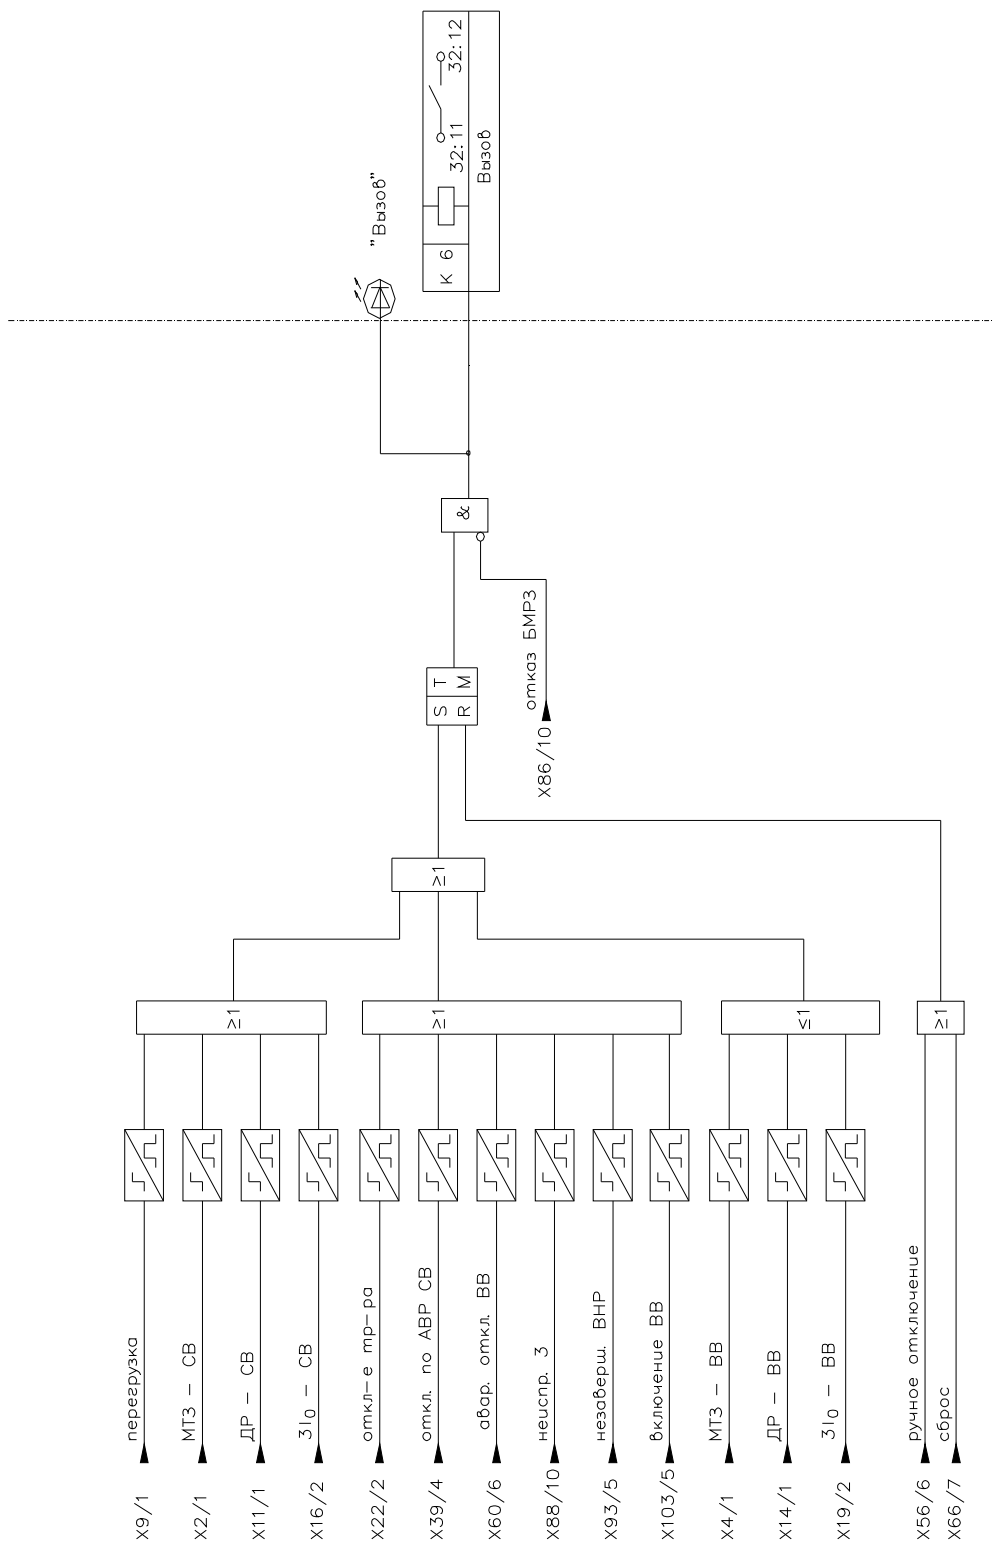 X9/1 перегрузка
X2/1 МТЗ – СВ
X11/1 ДР – СВ
X16/2 3I0 – СВ
X22/2 откл–е тр–ра
X39/4 откл. по АВР СВ
X60/6 авар. откл. ВВ
X88/10 неиспр. 3
X93/5 незаверш. ВНР
X103/5 включение ВВ
X4/1 МТЗ – ВВ
X14/1 ДР – ВВ
X19/2 3I0 – ВВ
X56/6 ручное отключение
X66/7 сброс
≥1
≥1
≤1
≥1
≥1
S T
R M
X86/10 отказ БМРЗ
&
"Вызов"
К 6
32:11
32:12
Вызов